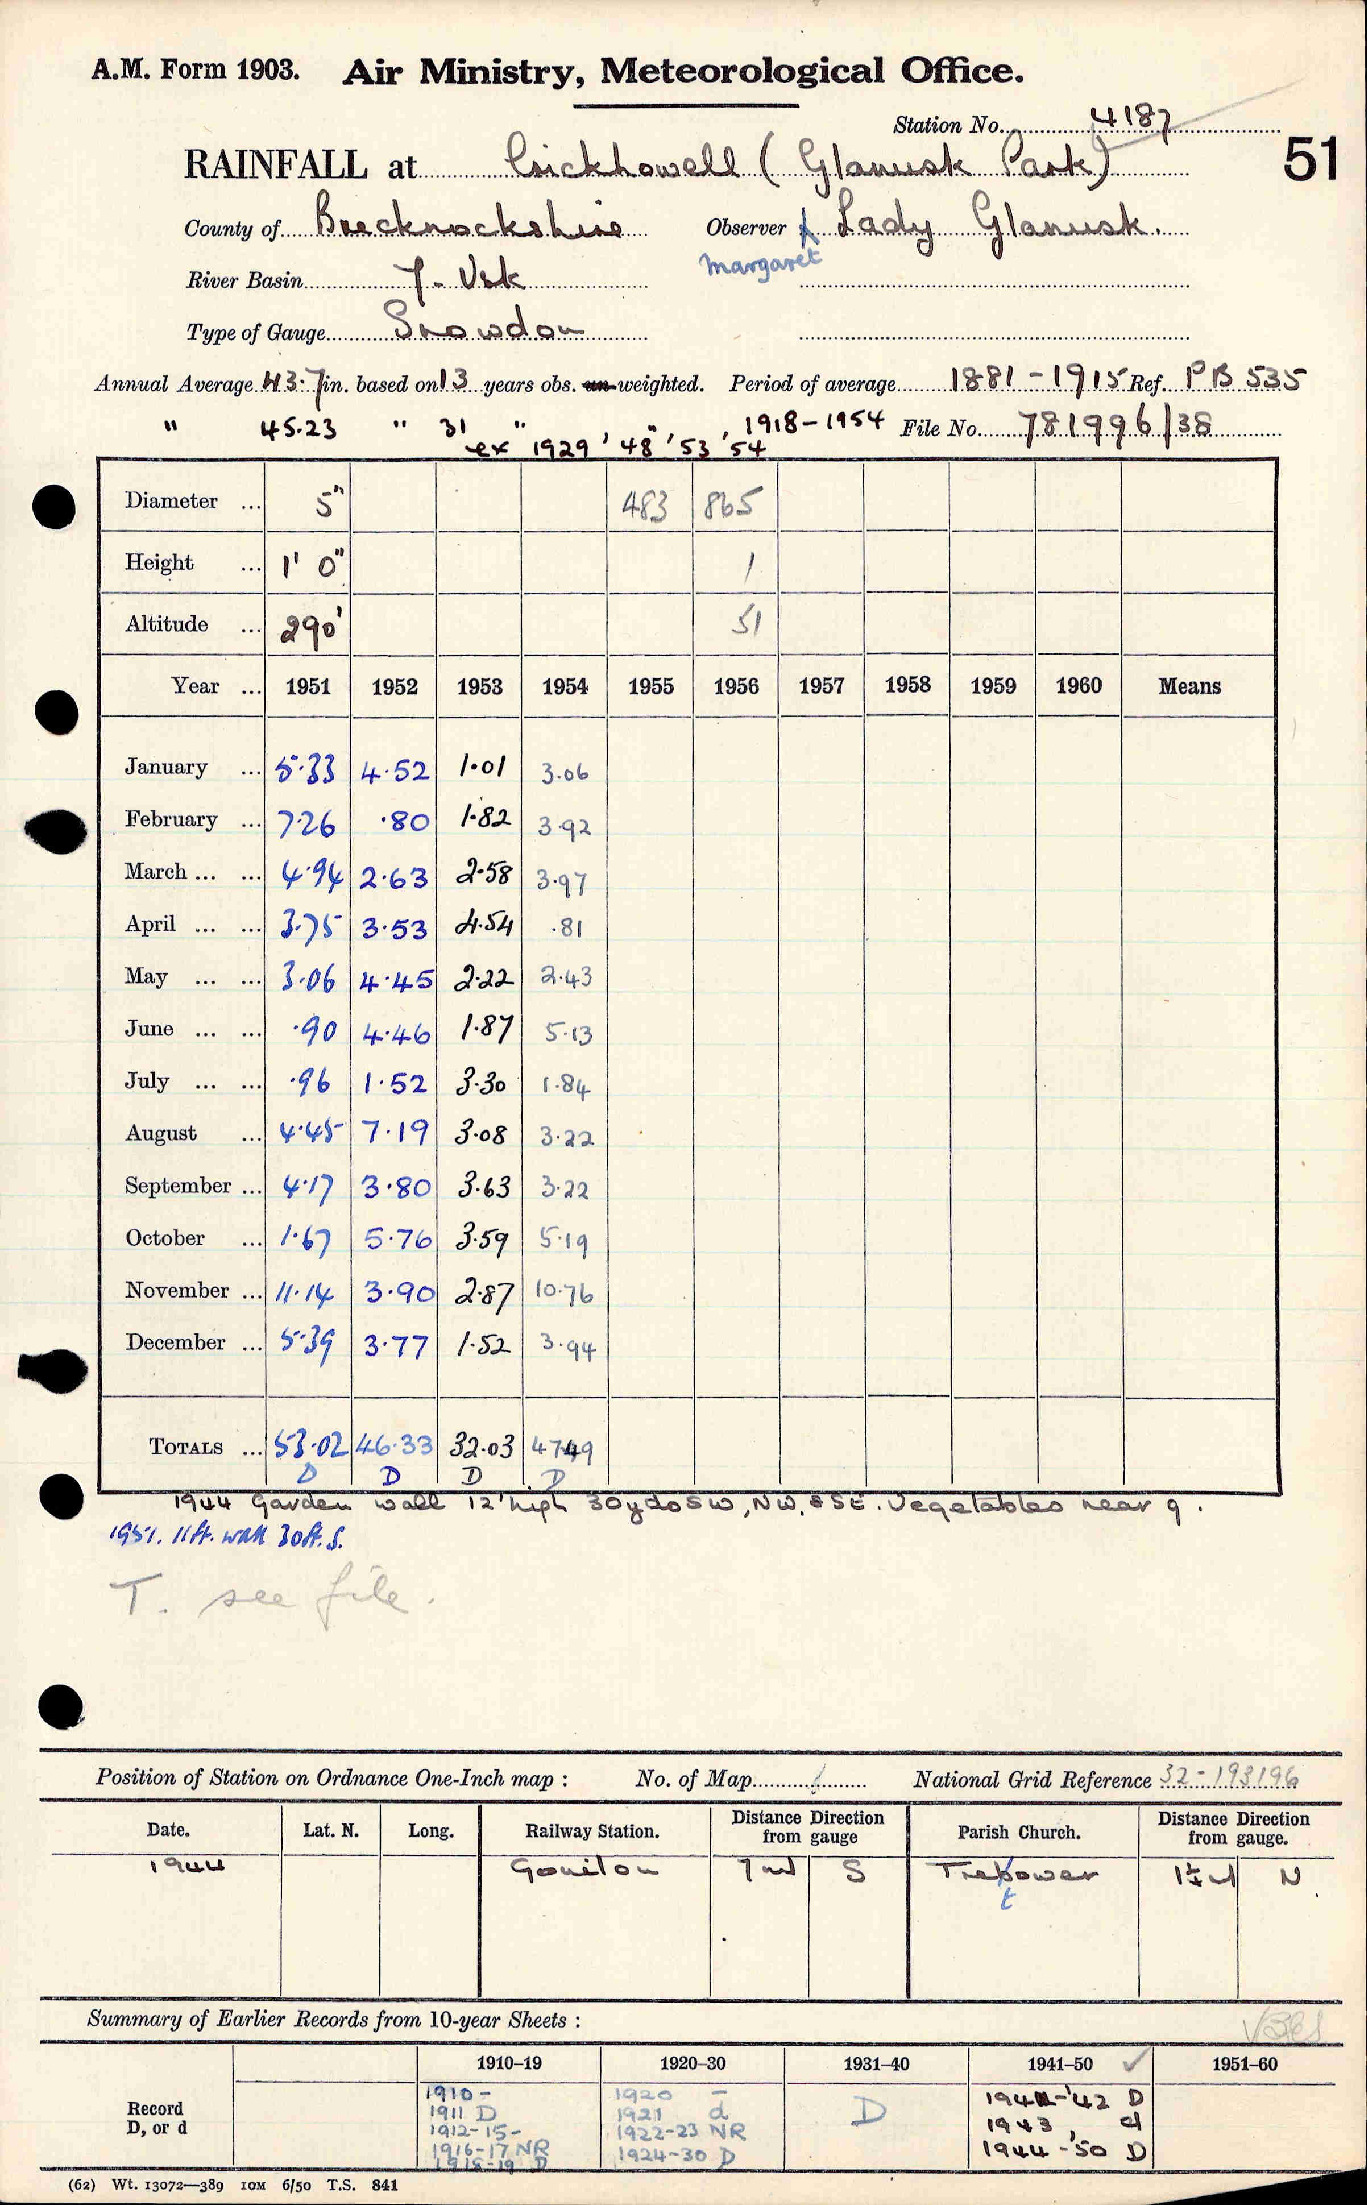 A.M. Form 1903. Air Ministry, Meteorological Office.
Station No. 4187
51
RAINFALL at Crickhowell (Glanusk Park)
County of Brecknockshire Observer Lady Glanusk.
Margaret
River Basin 7. Usk
Type of Gauge Snowdon
Annual Average 43.7 in. based on 13 years obs. un-weighted. Period of average 1881-1915 Ref. PB 535
" 45.23 " 31 " " 1918-1954 File No. 781996/38
ex 1929, '48, '53, '54
Diameter ... 5" 483 865
Height ... 1' 0" 1
Altitude ... 290' 51
Year ... 1951 1952 1953 1954 1955 1956 1957 1958 1959 1960 Means
January ... 5.33 4.52 1.01 3.06
February ... 7.26 .80 1.82 3.92
March ... ... 4.94 2.63 2.58 3.97
April ... ... 3.75 3.53 4.54 .81
May ... ... 3.06 4.45 2.22 2.43
June ... ... .90 4.46 1.87 5.13
July ... ... .96 1.52 3.30 1.84
August ... 4.45 7.19 3.08 3.22
September ... 4.17 3.80 3.63 3.22
October ... 1.67 5.76 3.59 5.19
November ... 11.14 3.90 2.87 10.76
December ... 5.39 3.77 1.52 3.94
TOTALS ... 53.02 46.33 32.03 47.49
D D D D
1944 Garden wall 12' high 30yds SW, NW, & SE. Vegetables near g.
1951. 11ft. wall 30ft. S.
T. see file.
Position of Station on Ordnance One-Inch map : No. of Map National Grid Reference 32-193196
Date. Lat. N. Long. Railway Station. Distance Direction from gauge Parish Church. Distance Direction from gauge.
1944 Govilon 7 ml S Tretower 1¼ ml N
Summary of Earlier Records from 10-year Sheets :
1910–19 1920–30 1931–40 1941–50 ✓ 1951–60
Record
D, or d
1910 -
1911 D
1912-15 -
1916-17 NR
1918-19 D
1920 -
1921 d
1922-23 NR
1924-30 D
D
1941-'42 D
1943, d
1944-'50 D
(62) Wt. 13072—389 10M 6/50 T.S. 841